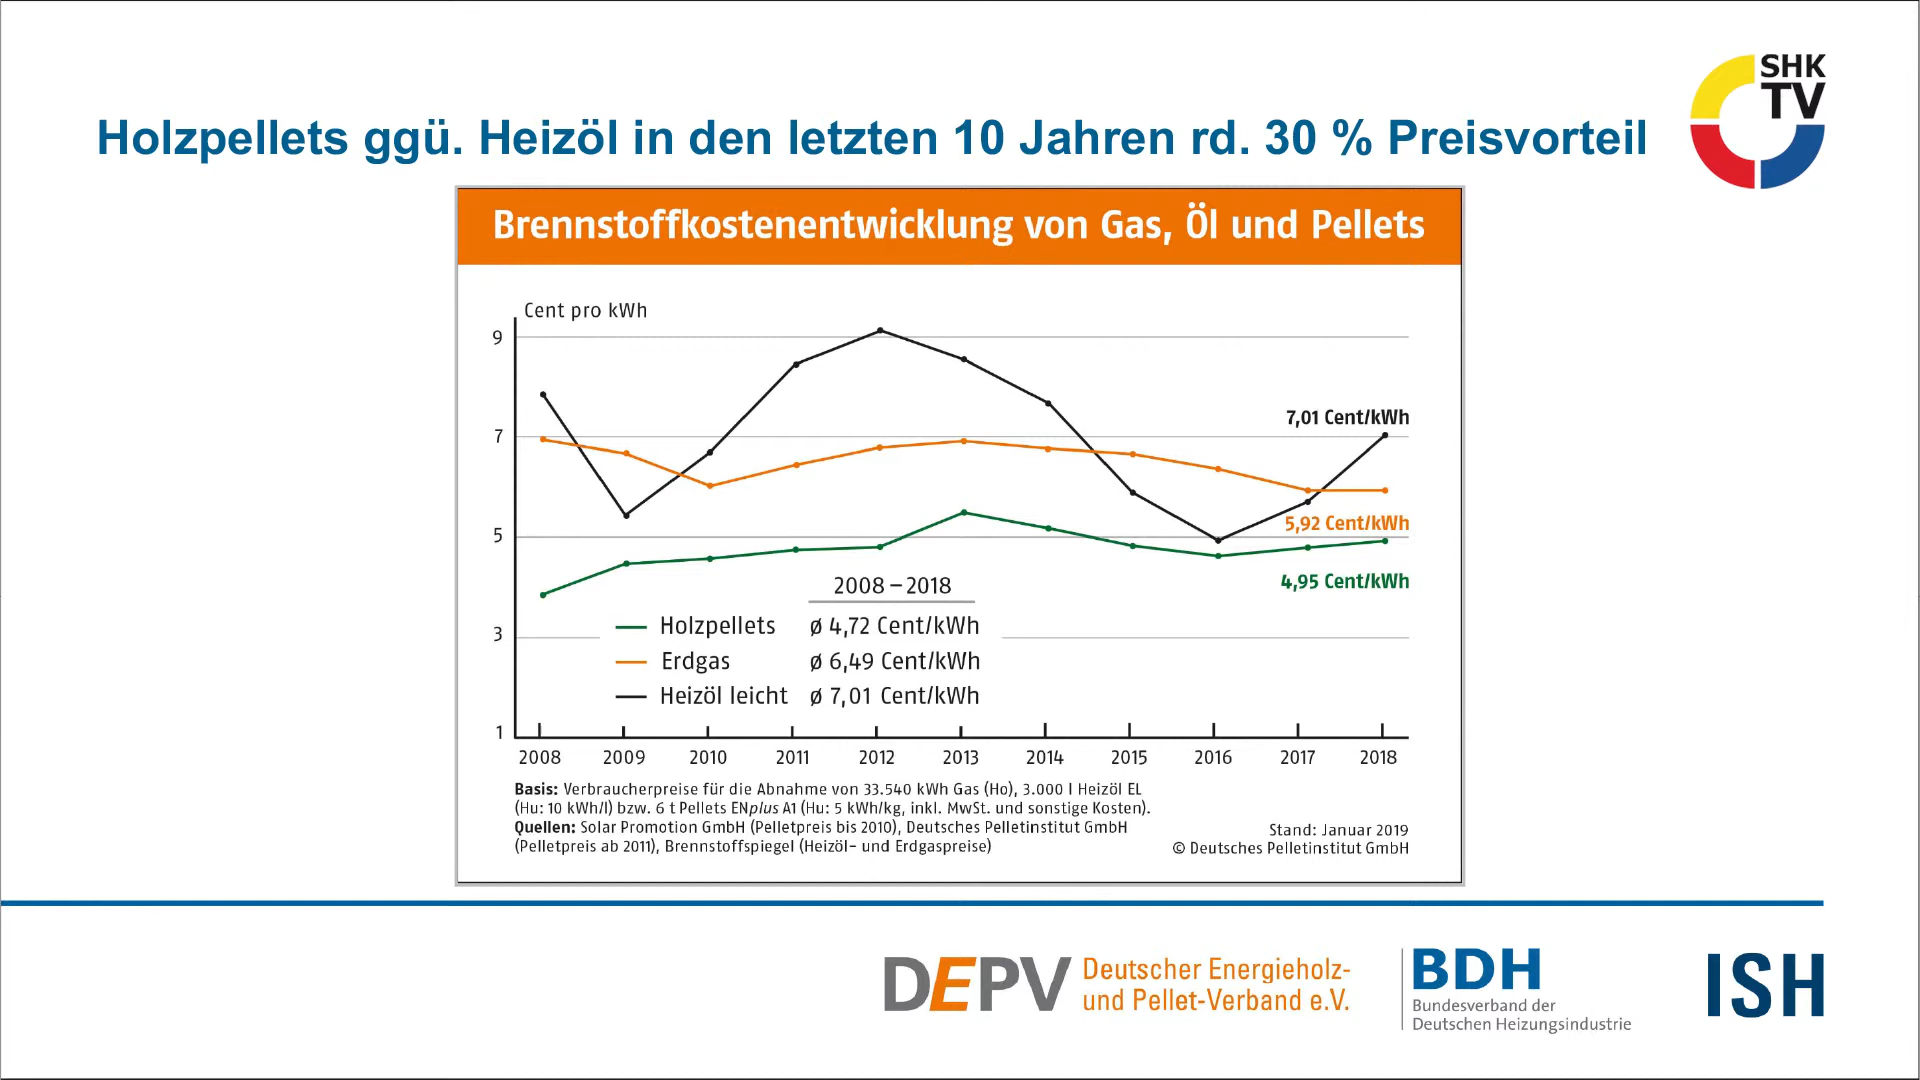 SHK
TV
Holzpellets ggü. Heizöl in den letzten 10 Jahren rd. 30 % Preisvorteil
Brennstoffkostenentwicklung von Gas, Öl und Pellets
Cent pro kWh
9
7
5
3
1
7,01 Cent/kWh
5,92 Cent/kWh
4,95 Cent/kWh
2008 – 2018
Holzpellets ø 4,72 Cent/kWh
Erdgas ø 6,49 Cent/kWh
Heizöl leicht ø 7,01 Cent/kWh
2008 2009 2010 2011 2012 2013 2014 2015 2016 2017 2018
Basis: Verbraucherpreise für die Abnahme von 33.540 kWh Gas (Ho), 3.000 l Heizöl EL
(Hu: 10 kWh/l) bzw. 6 t Pellets ENplus A1 (Hu: 5 kWh/kg, inkl. MwSt. und sonstige Kosten).
Quellen: Solar Promotion GmbH (Pelletpreis bis 2010), Deutsches Pelletinstitut GmbH
(Pelletpreis ab 2011), Brennstoffspiegel (Heizöl- und Erdgaspreise)
Stand: Januar 2019
© Deutsches Pelletinstitut GmbH
DEPV
Deutscher Energieholz-
und Pellet-Verband e.V.
BDH
Bundesverband der
Deutschen Heizungsindustrie
ISH